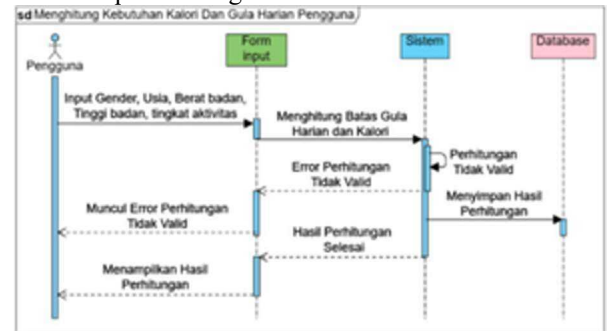 sd Menghitung Kebutuhan Kalori Dan Gula Harian Pengguna
Pengguna
Form
input
Sistem
Database
Input Gender, Usia, Berat badan,
Tinggi badan, tingkat aktivitas
Menghitung Batas Gula
Harian dan Kalori
Perhitungan
Tidak Valid
Error Perhitungan
Tidak Valid
Menyimpan Hasil
Perhitungan
Muncul Error Perhitungan
Tidak Valid
Hasil Perhitungan
Selesai
Menampilkan Hasil
Perhitungan